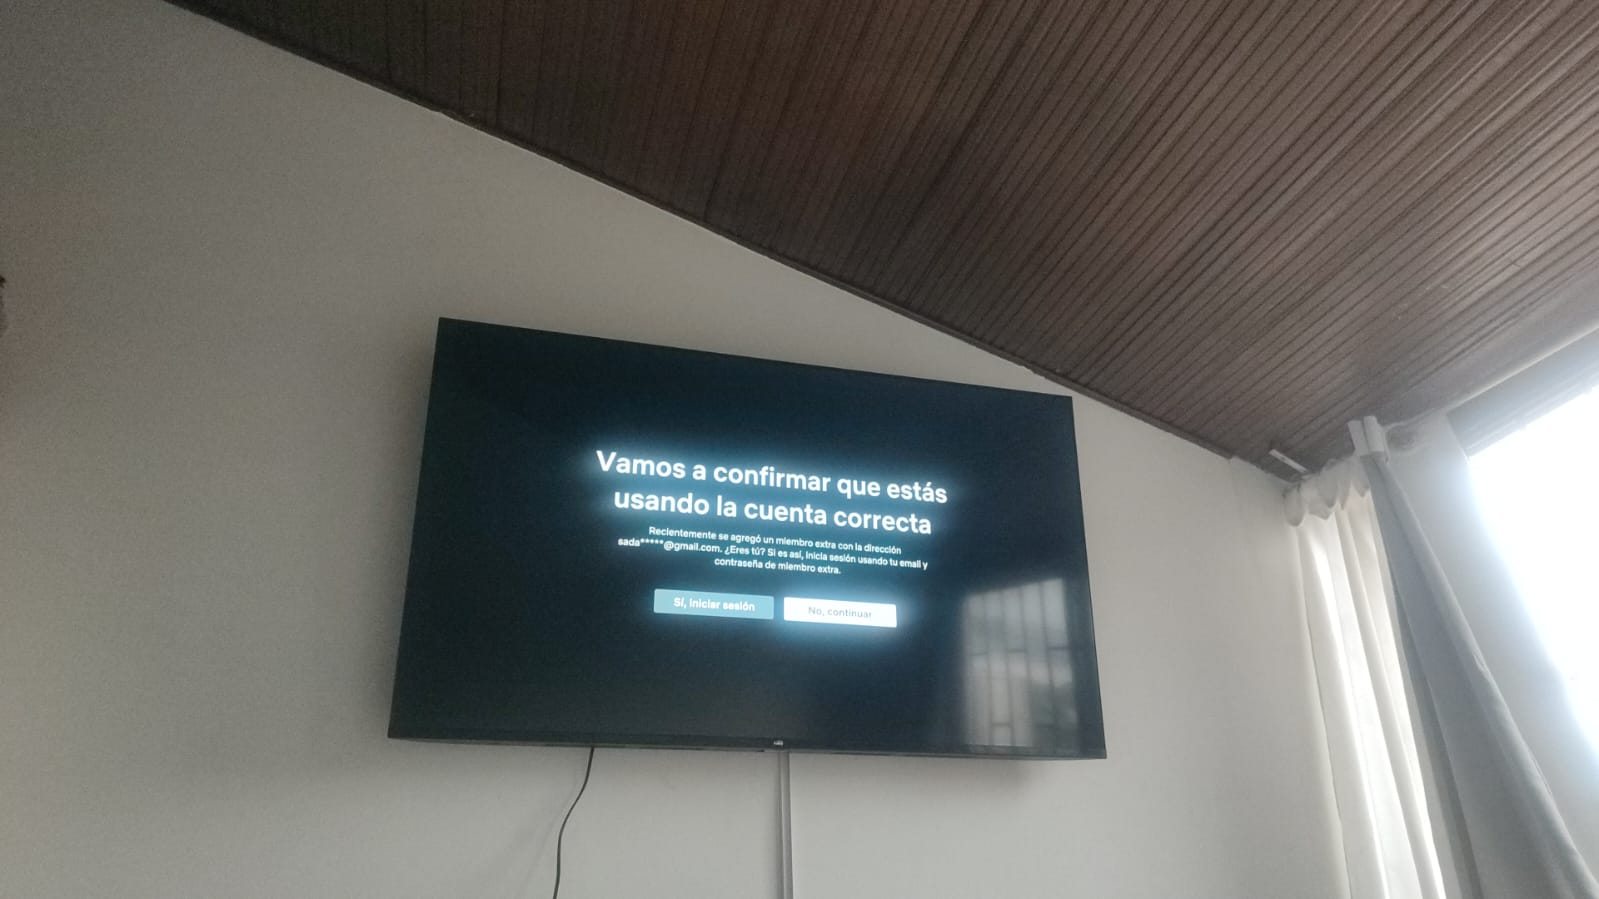 Vamos a confirmar que estás
usando la cuenta correcta
Recientemente se agregó un miembro extra con la dirección
sada*****@gmail.com. ¿Eres tú? Si es así, inicia sesión usando tu email y
contraseña de miembro extra.
Sí, iniciar sesión
No, continuar